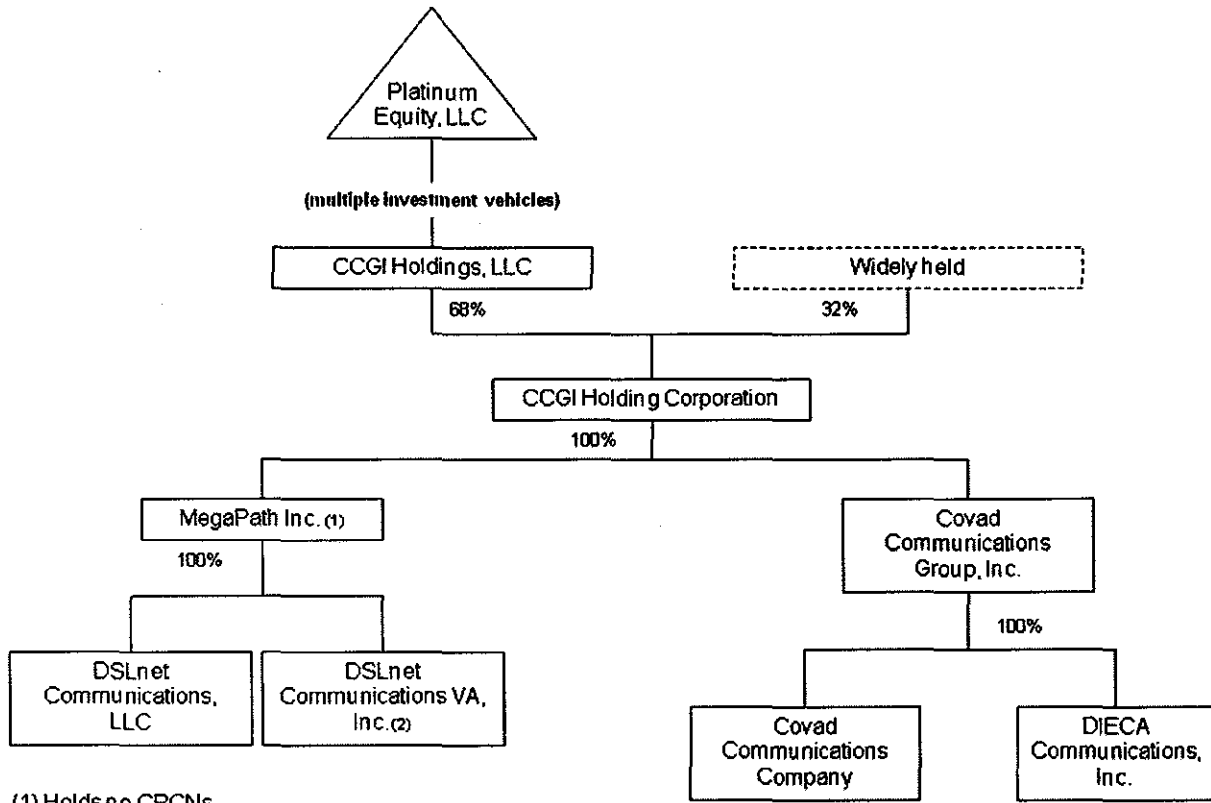 Platinum
Equity, LLC
(multiple investment vehicles)
CCGI Holdings, LLC
Widely held
68%
32%
CCGI Holding Corporation
100%
MegaPath Inc. (1)
100%
Covad
Communications
Group, Inc.
100%
DSLnet
Communications,
LLC
DSLnet
Communications VA,
Inc.(2)
Covad
Communications
Company
DIECA
Communications,
Inc.
(1) Holds no CPCNs